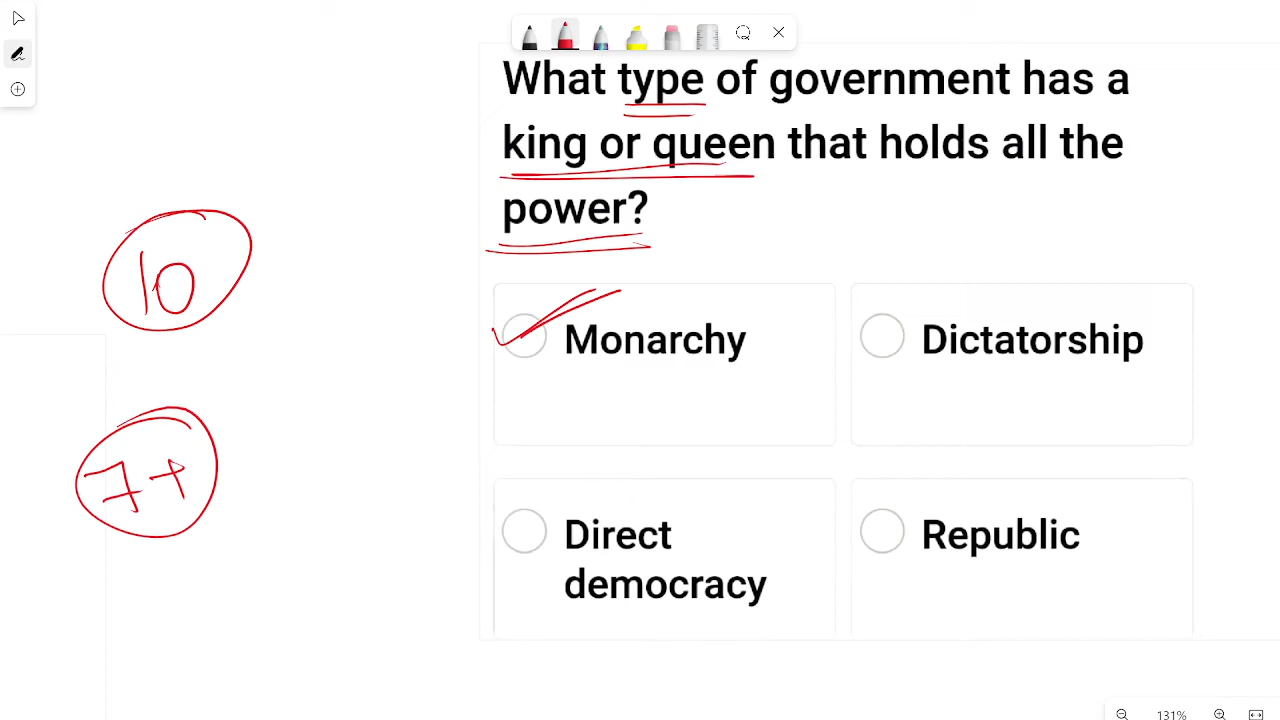 What type of government has a
king or queen that holds all the
power?
10
Monarchy
Dictatorship
7+
Direct
democracy
Republic
131%